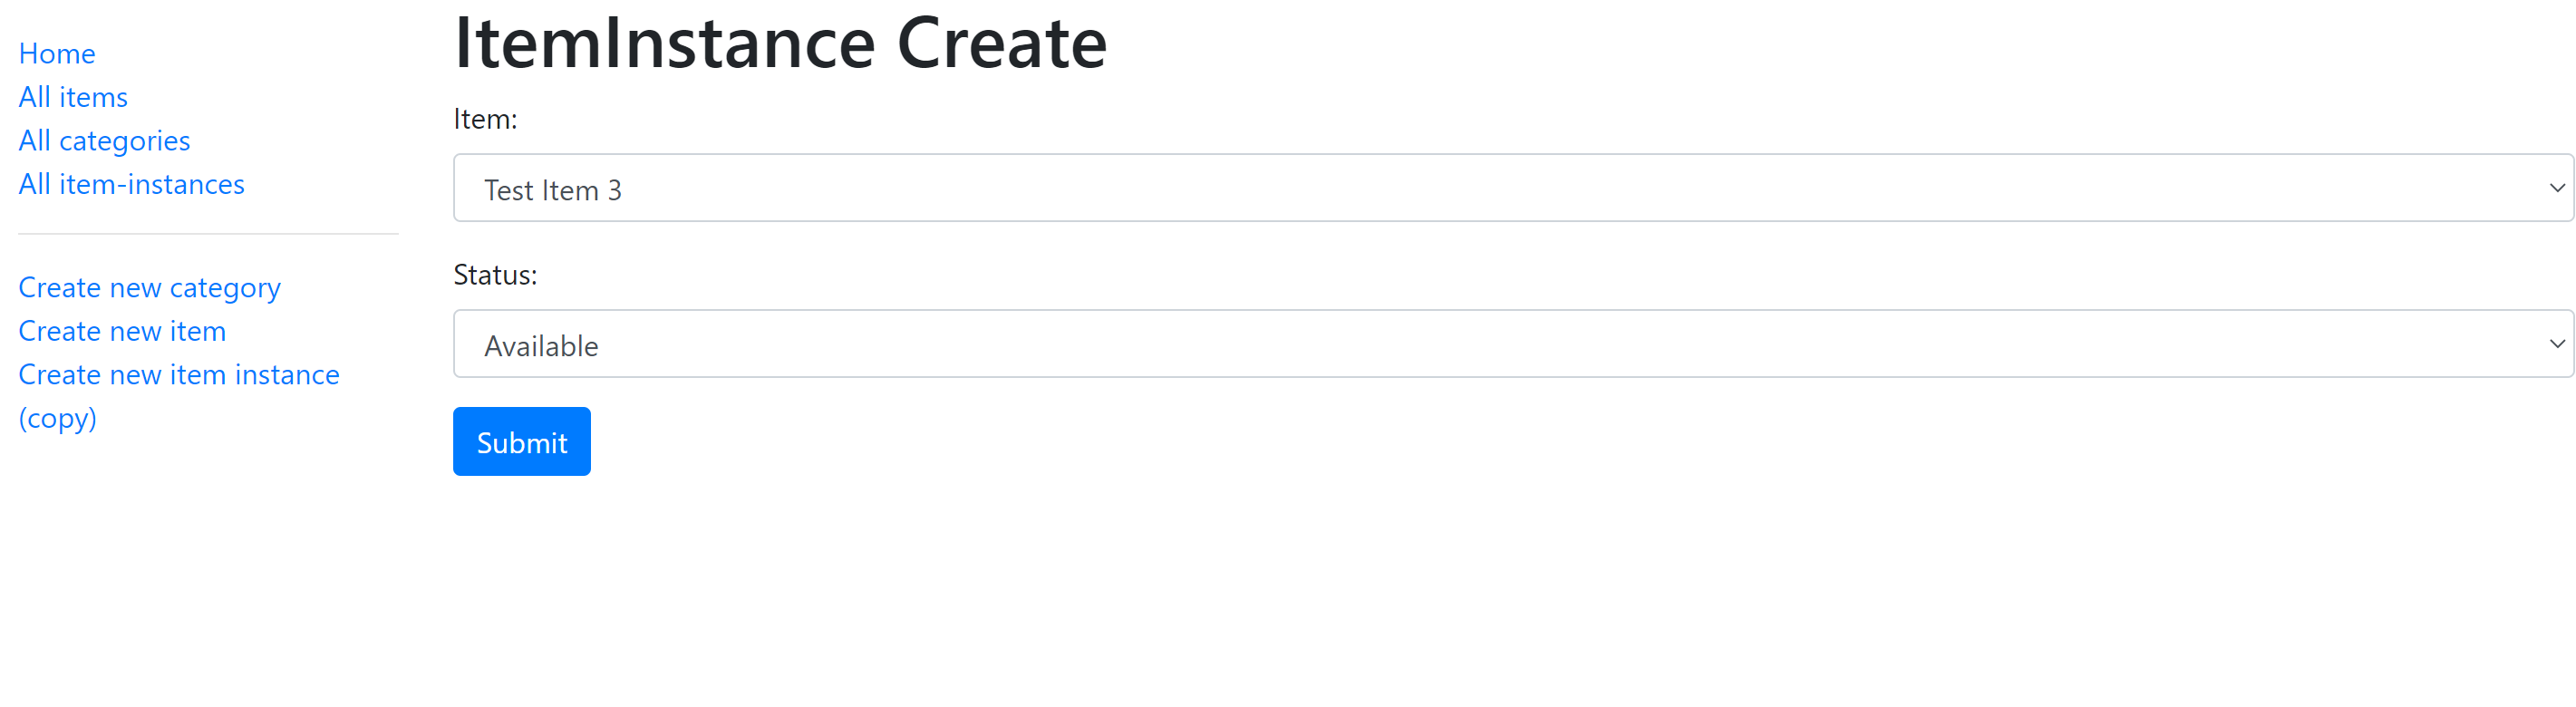 Home
All items
All categories
All item-instances
Create new category
Create new item
Create new item instance
(copy)
ItemInstance Create
Item:
Test Item 3
Status:
Available
Submit